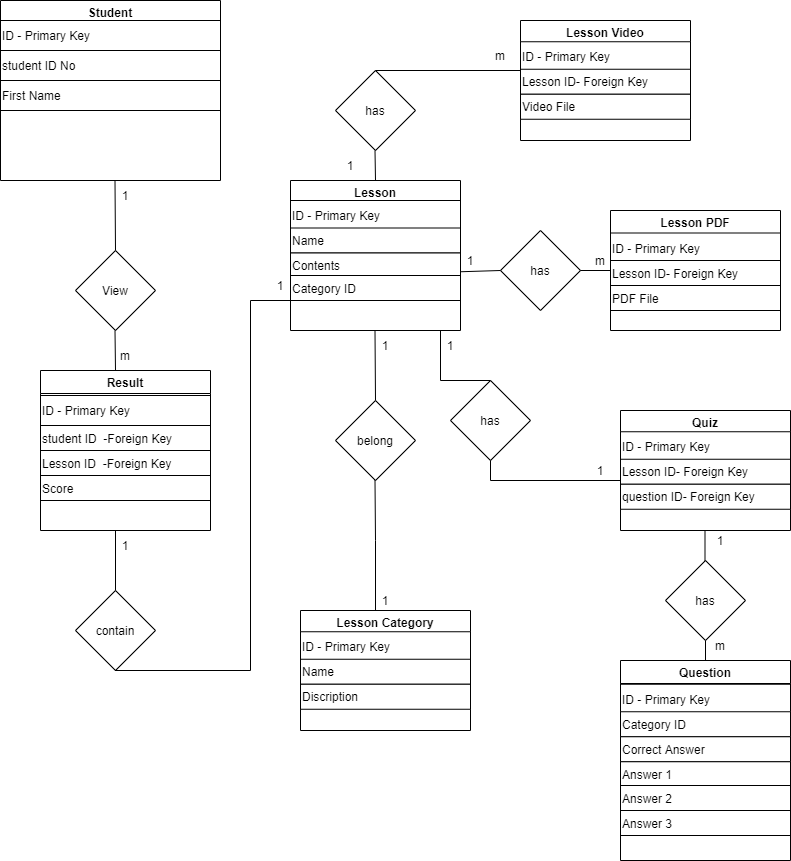 Student
ID - Primary Key
student ID No
First Name
1
View
m
Result
ID - Primary Key
student ID -Foreign Key
Lesson ID -Foreign Key
Score
1
contain
1
Lesson
ID - Primary Key
Name
Contents
Category ID
1
has
m
Lesson Video
ID - Primary Key
Lesson ID- Foreign Key
Video File
1
has
m
Lesson PDF
ID - Primary Key
Lesson ID- Foreign Key
PDF File
1
belong
1
Lesson Category
ID - Primary Key
Name
Discription
1
has
1
Quiz
ID - Primary Key
Lesson ID- Foreign Key
question ID- Foreign Key
1
has
m
Question
ID - Primary Key
Category ID
Correct Answer
Answer 1
Answer 2
Answer 3